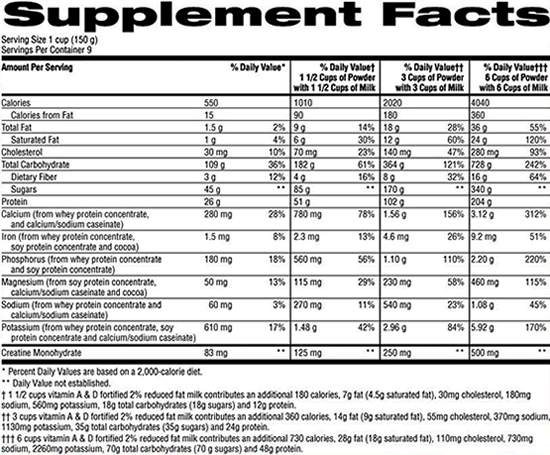 Supplement Facts
Serving Size 1 cup (150 g)
Servings Per Container 9
Amount Per Serving % Daily Value* % Daily Value† 1 1/2 Cups of Powder with 1 1/2 Cups of Milk % Daily Value†† 3 Cups of Powder with 3 Cups of Milk % Daily Value††† 6 Cups of Powder with 6 Cups of Milk
Calories 550 1010 2020 4040
Calories from Fat 15 90 180 360
Total Fat 1.5 g 2% 9 g 14% 18 g 28% 36 g 55%
Saturated Fat 1 g 4% 6 g 30% 12 g 60% 24 g 120%
Cholesterol 30 mg 10% 70 mg 23% 140 mg 47% 280 mg 93%
Total Carbohydrate 109 g 36% 182 g 61% 364 g 121% 728 g 242%
Dietary Fiber 3 g 12% 4 g 16% 8 g 32% 16 g 64%
Sugars 45 g ** 85 g ** 170 g ** 340 g **
Protein 26 g 51 g 102 g 204 g
Calcium (from whey protein concentrate, 280 mg 28% 780 mg 78% 1.56 g 156% 3.12 g 312%
and calcium/sodium caseinate)
Iron (from whey protein concentrate, 1.5 mg 8% 2.3 mg 13% 4.6 mg 26% 9.2 mg 51%
soy protein concentrate and cocoa)
Phosphorus (from whey protein concentrate 180 mg 18% 560 mg 56% 1.10 g 110% 2.20 g 220%
and soy protein concentrate)
Magnesium (from soy protein concentrate, 50 mg 13% 115 mg 29% 230 mg 58% 460 mg 115%
calcium/sodium caseinate and cocoa)
Sodium (from whey protein concentrate and 60 mg 3% 270 mg 11% 540 mg 23% 1.08 g 45%
calcium/sodium caseinate)
Potassium (from whey protein concentrate, soy 610 mg 17% 1.48 g 42% 2.96 g 84% 5.92 g 170%
protein concentrate and calcium/sodium caseinate)
Creatine Monohydrate 83 mg ** 125 mg ** 250 mg ** 500 mg **
* Percent Daily Values are based on a 2,000-calorie diet.
** Daily Value not established.
† 1 1/2 cups vitamin A & D fortified 2% reduced fat milk contributes an additional 180 calories, 7g fat (4.5g saturated fat), 30mg cholesterol, 180mg
sodium, 560mg potassium, 18g total carbohydrates (18g sugars) and 12g protein.
†† 3 cups vitamin A & D fortified 2% reduced fat milk contributes an additional 360 calories, 14g fat (9g saturated fat), 55mg cholesterol, 370mg sodium,
1130mg potassium, 35g total carbohydrates (35g sugars) and 24g protein.
††† 6 cups vitamin A & D fortified 2% reduced fat milk contributes an additional 730 calories, 28g fat (18g saturated fat), 110mg cholesterol, 730mg
sodium, 2260mg potassium, 70g total carbohydrates (70 g sugars) and 48g protein.